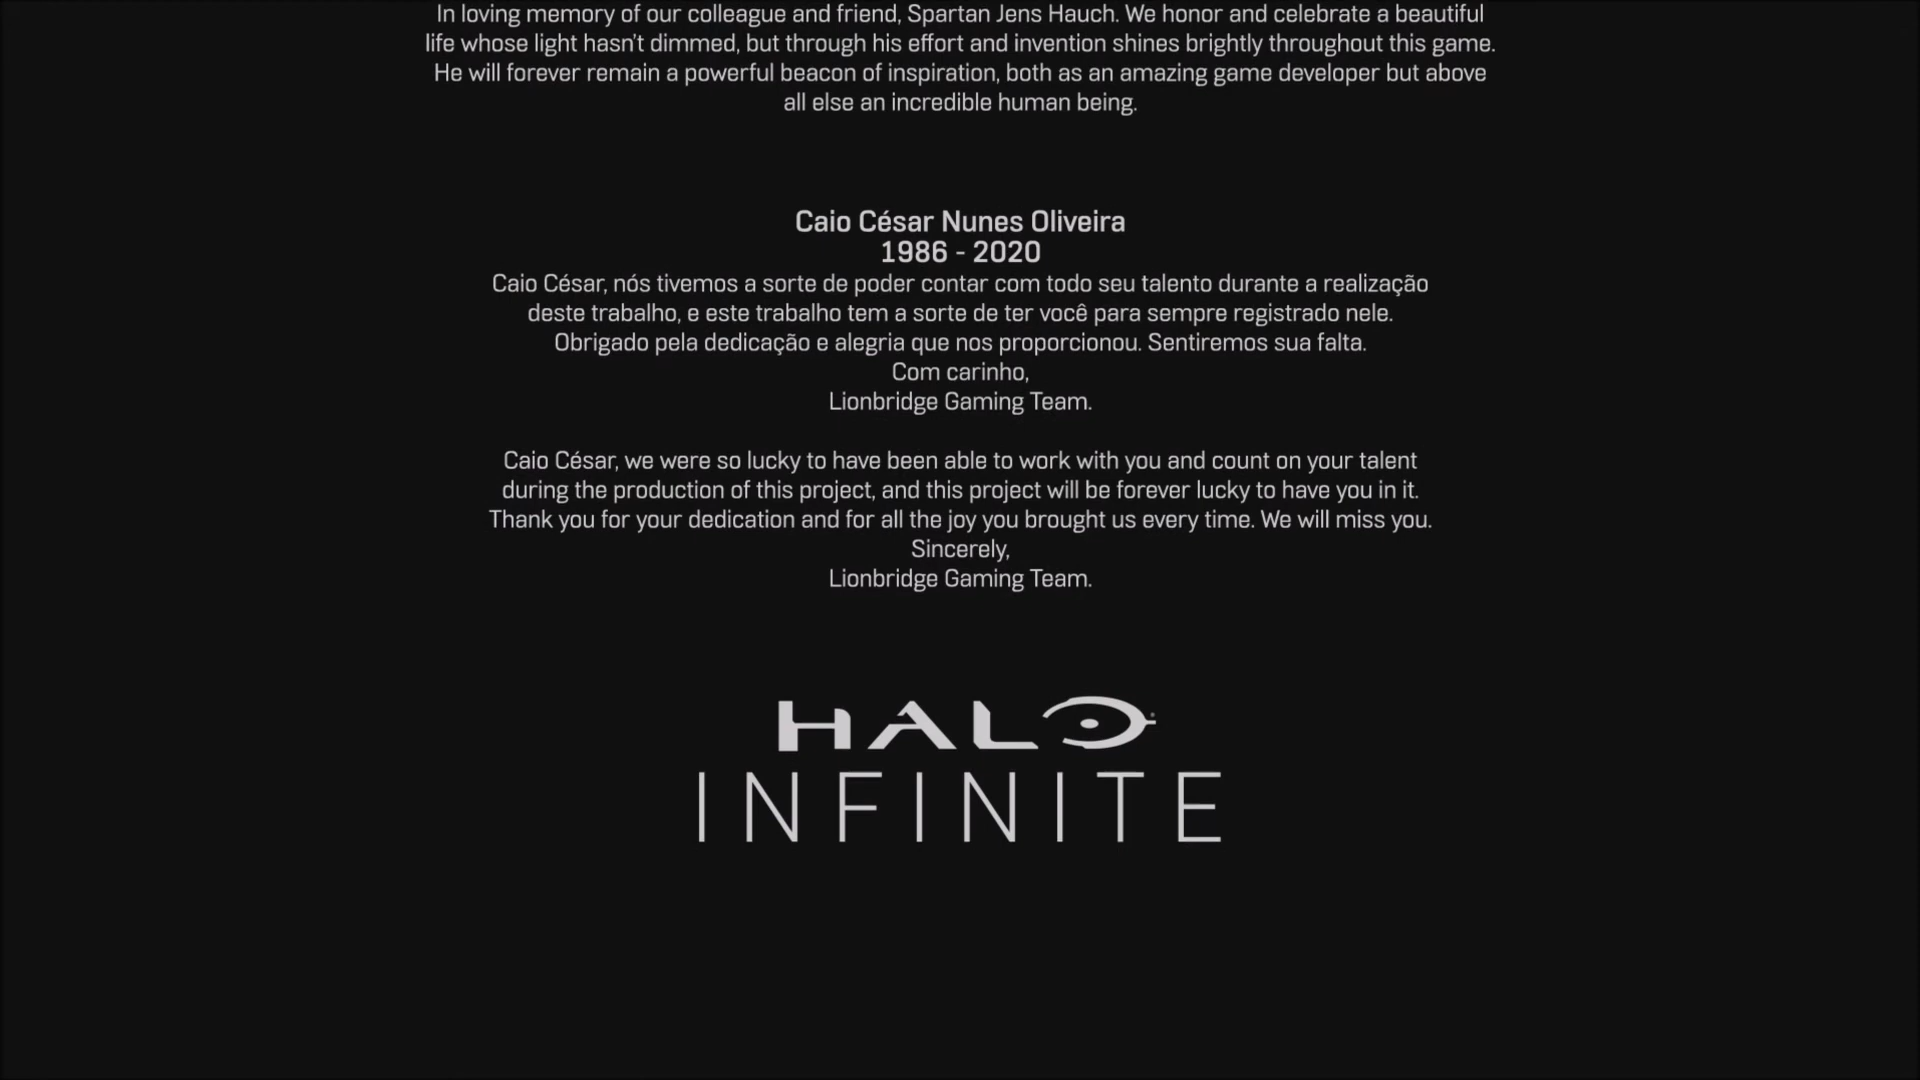 In loving memory of our colleague and friend, Spartan Jens Hauch. We honor and celebrate a beautiful
life whose light hasn't dimmed, but through his effort and invention shines brightly throughout this game.
He will forever remain a powerful beacon of inspiration, both as an amazing game developer but above
all else an incredible human being.
Caio César Nunes Oliveira
1986 - 2020
Caio César, nós tivemos a sorte de poder contar com todo seu talento durante a realização
deste trabalho, e este trabalho tem a sorte de ter você para sempre registrado nele.
Obrigado pela dedicação e alegria que nos proporcionou. Sentiremos sua falta.
Com carinho,
Lionbridge Gaming Team.
Caio César, we were so lucky to have been able to work with you and count on your talent
during the production of this project, and this project will be forever lucky to have you in it.
Thank you for your dedication and for all the joy you brought us every time. We will miss you.
Sincerely,
Lionbridge Gaming Team.
HALO
INFINITE